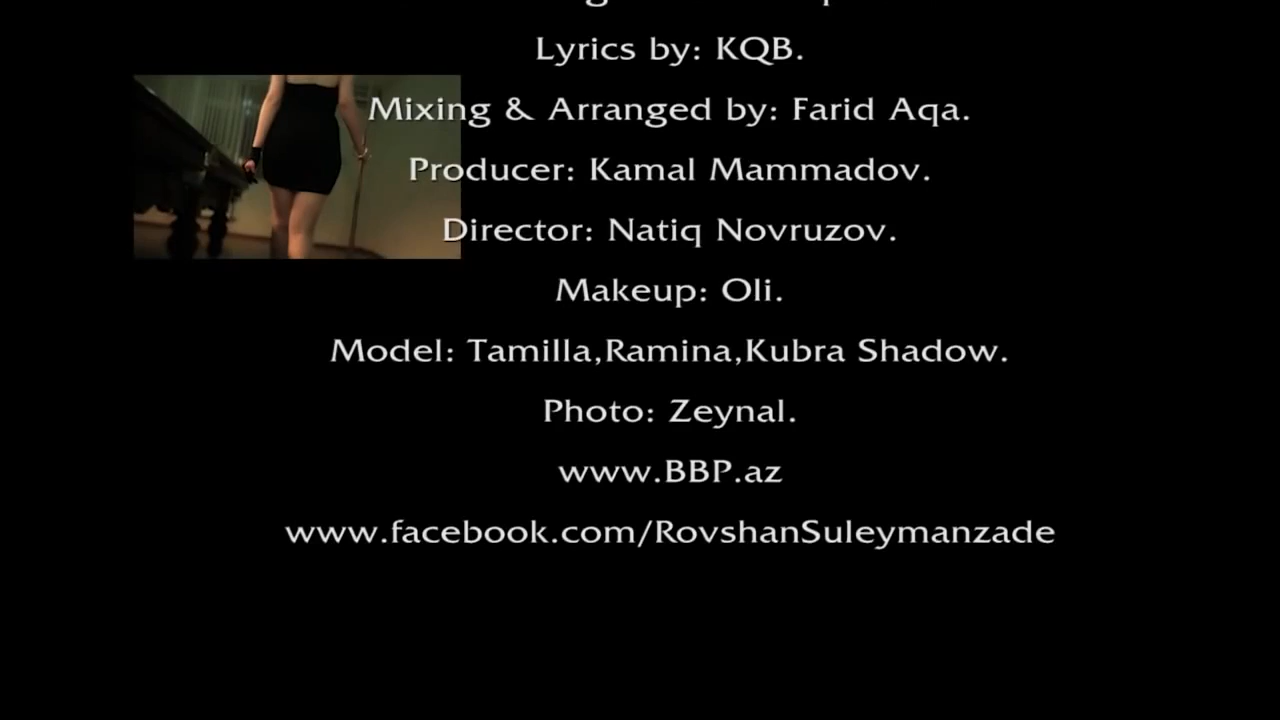 Lyrics by: KQB.
Mixing & Arranged by: Farid Aqa.
Producer: Kamal Mammadov.
Director: Natiq Novruzov.
Makeup: Oli.
Model: Tamilla,Ramina,Kubra Shadow.
Photo: Zeynal.
www.BBP.az
www.facebook.com/RovshanSuleymanzade